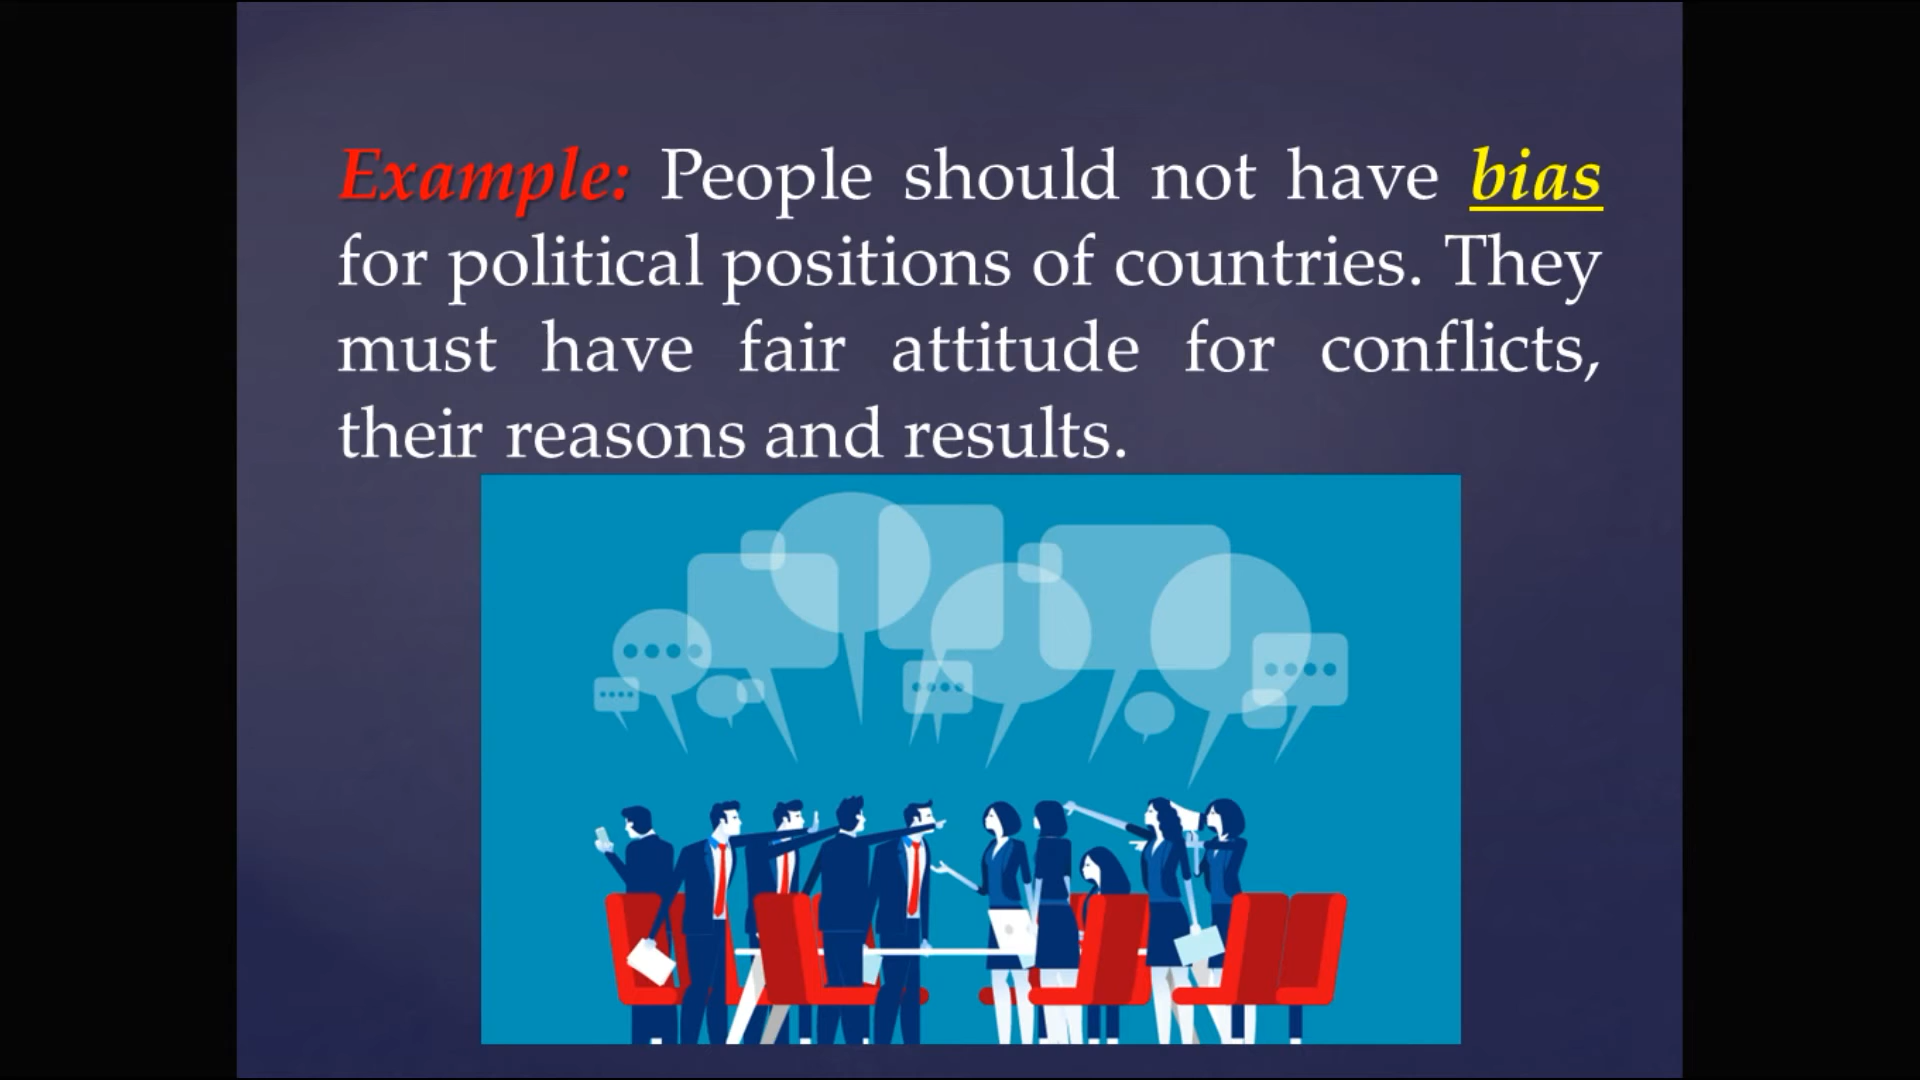 Example: People should not have bias
for political positions of countries. They
must have fair attitude for conflicts,
their reasons and results.